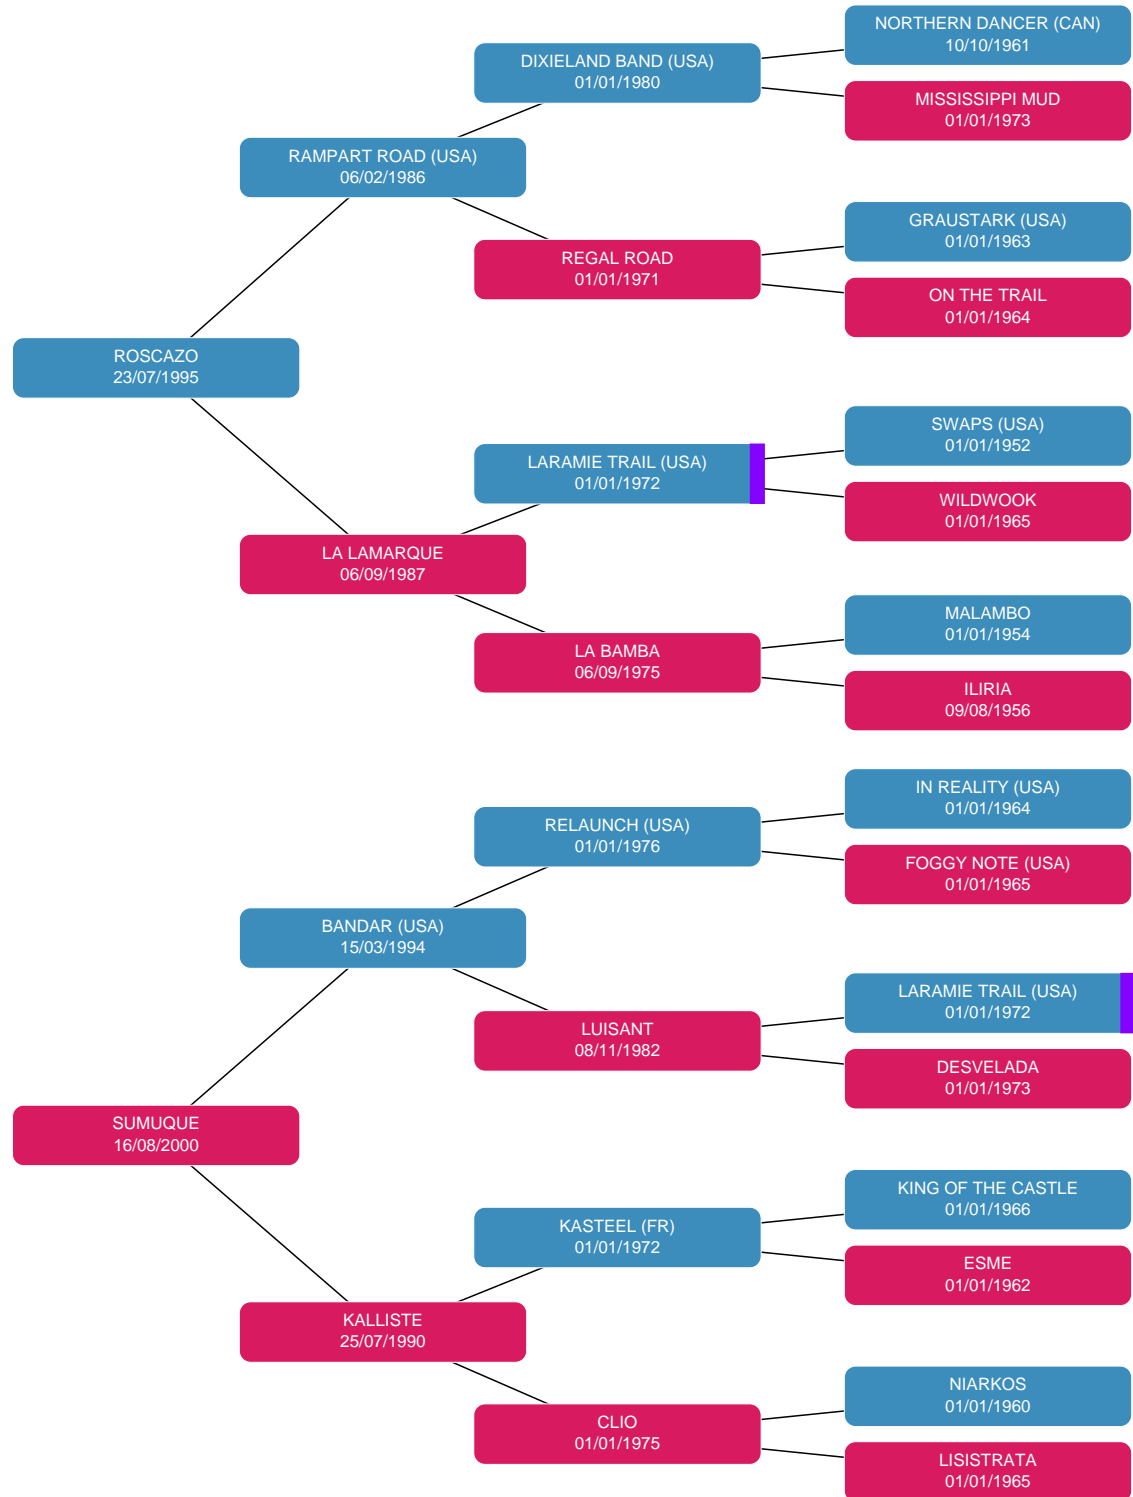 NORTHERN DANCER (CAN)
10/10/1961
DIXIELAND BAND (USA)
01/01/1980
MISSISSIPPI MUD
01/01/1973
RAMPART ROAD (USA)
06/02/1986
GRAUSTARK (USA)
01/01/1963
REGAL ROAD
01/01/1971
ON THE TRAIL
01/01/1964
ROSCAZO
23/07/1995
SWAPS (USA)
01/01/1952
LARAMIE TRAIL (USA)
01/01/1972
WILDWOOK
01/01/1965
LA LAMARQUE
06/09/1987
MALAMBO
01/01/1954
LA BAMBA
06/09/1975
ILIRIA
09/08/1956
IN REALITY (USA)
01/01/1964
RELAUNCH (USA)
01/01/1976
FOGGY NOTE (USA)
01/01/1965
BANDAR (USA)
15/03/1994
LARAMIE TRAIL (USA)
01/01/1972
LUISANT
08/11/1982
DESVELADA
01/01/1973
SUMUQUE
16/08/2000
KING OF THE CASTLE
01/01/1966
KASTEEL (FR)
01/01/1972
ESME
01/01/1962
KALLISTE
25/07/1990
NIARKOS
01/01/1960
CLIO
01/01/1975
LISISTRATA
01/01/1965